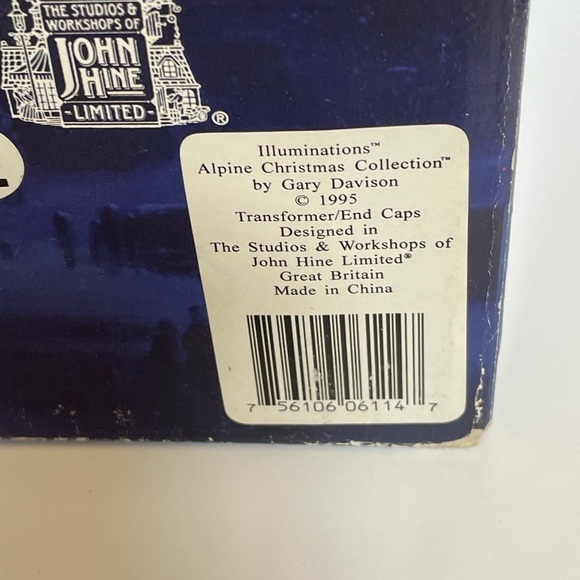 THE STUDIOS &
WORKSHOPS OF
JOHN
HINE
-LIMITED-
®
Illuminations™
Alpine Christmas Collection™
by Gary Davison
© 1995
Transformer/End Caps
Designed in
The Studios & Workshops of
John Hine Limited®
Great Britain
Made in China
7 56106 06114 7